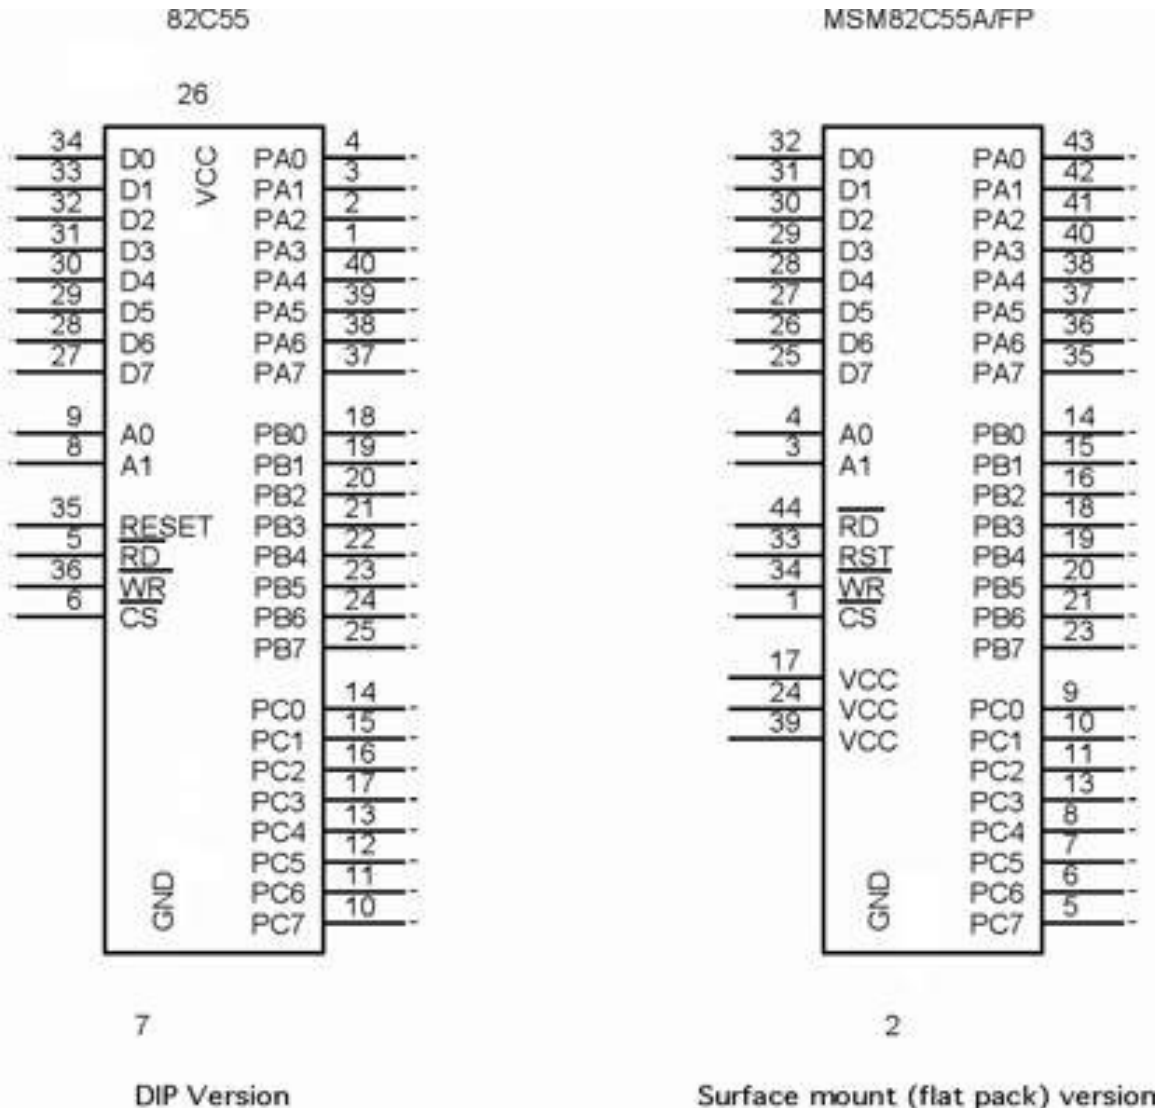 82C55
26
VCC
34 D0 PA0 4
33 D1 PA1 3
32 D2 PA2 2
31 D3 PA3 1
30 D4 PA4 40
29 D5 PA5 39
28 D6 PA6 38
27 D7 PA7 37
9 A0 PB0 18
8 A1 PB1 19
PB2 20
35 RESET PB3 21
5 RD PB4 22
36 WR PB5 23
6 CS PB6 24
PB7 25
PC0 14
PC1 15
PC2 16
PC3 17
PC4 13
PC5 12
PC6 11
PC7 10
GND
7
DIP Version
MSM82C55A/FP
32 D0 PA0 43
31 D1 PA1 42
30 D2 PA2 41
29 D3 PA3 40
28 D4 PA4 38
27 D5 PA5 37
26 D6 PA6 36
25 D7 PA7 35
4 A0 PB0 14
3 A1 PB1 15
PB2 16
44 RD PB3 18
33 RST PB4 19
34 WR PB5 20
1 CS PB6 21
PB7 23
17 VCC
24 VCC PC0 9
39 VCC PC1 10
PC2 11
PC3 13
PC4 8
PC5 7
PC6 6
PC7 5
GND
2
Surface mount (flat pack) version